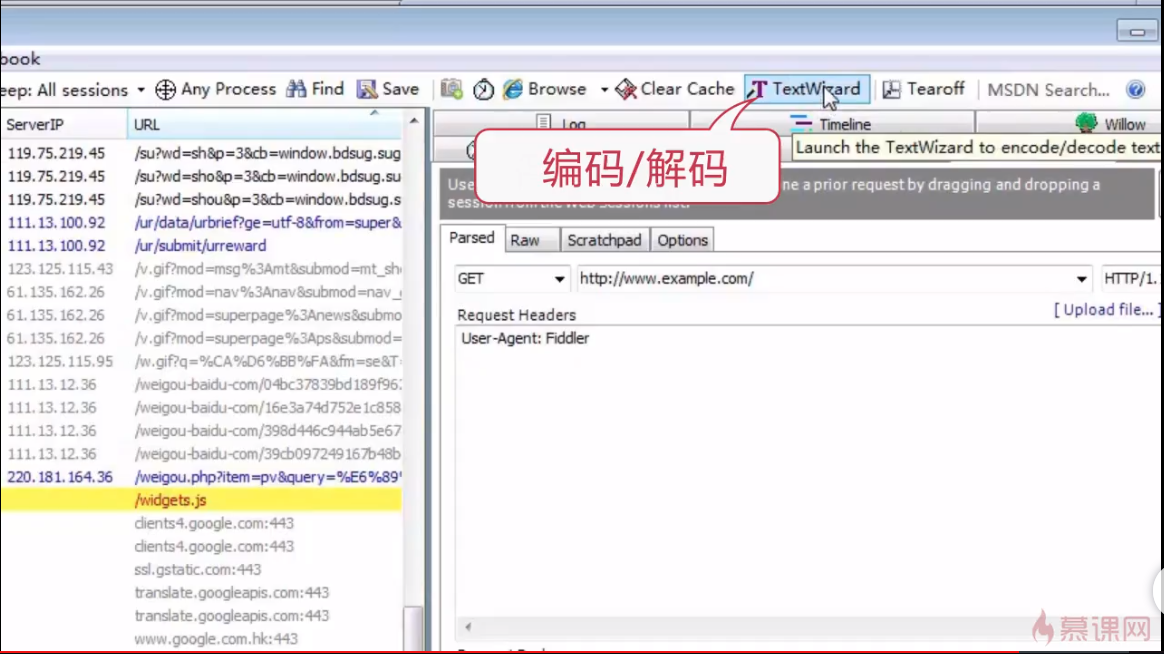 book
eep: All sessions Any Process Find Save Browse Clear Cache TextWizard Tearoff MSDN Search...
ServerIP URL
Log Timeline Willow
Launch the TextWizard to encode/decode text
编码/解码
119.75.219.45 /su?wd=sh&p=3&cb=window.bdsug.sug
119.75.219.45 /su?wd=sho&p=3&cb=window.bdsug.su
119.75.219.45 /su?wd=shou&p=3&cb=window.bdsug.s
111.13.100.92 /ur/data/urbrief?ge=utf-8&from=super&
111.13.100.92 /ur/submit/urreward
123.125.115.43 /v.gif?mod=msg%3Amt&submod=mt_sh
61.135.162.26 /v.gif?mod=nav%3Anav&submod=nav_
61.135.162.26 /v.gif?mod=superpage%3Anews&submo
61.135.162.26 /v.gif?mod=superpage%3Aps&submod=
123.125.115.95 /w.gif?q=%CA%D6%BB%FA&fm=se&T
111.13.12.36 /weigou-baidu-com/04bc37839bd189f963
111.13.12.36 /weigou-baidu-com/16e3a74d752e1c858
111.13.12.36 /weigou-baidu-com/398d446c944ab5e67
111.13.12.36 /weigou-baidu-com/39cb097249167b48b
220.181.164.36 /weigou.php?item=pv&query=%E6%89
/widgets.js
clients4.google.com:443
clients4.google.com:443
ssl.gstatic.com:443
translate.googleapis.com:443
translate.googleapis.com:443
www.google.com.hk:443
Use ne a prior request by dragging and dropping a
session from the Web Sessions list.
Parsed Raw Scratchpad Options
GET http://www.example.com/ HTTP/1.
[ Upload file... ]
Request Headers
User-Agent: Fiddler
慕课网